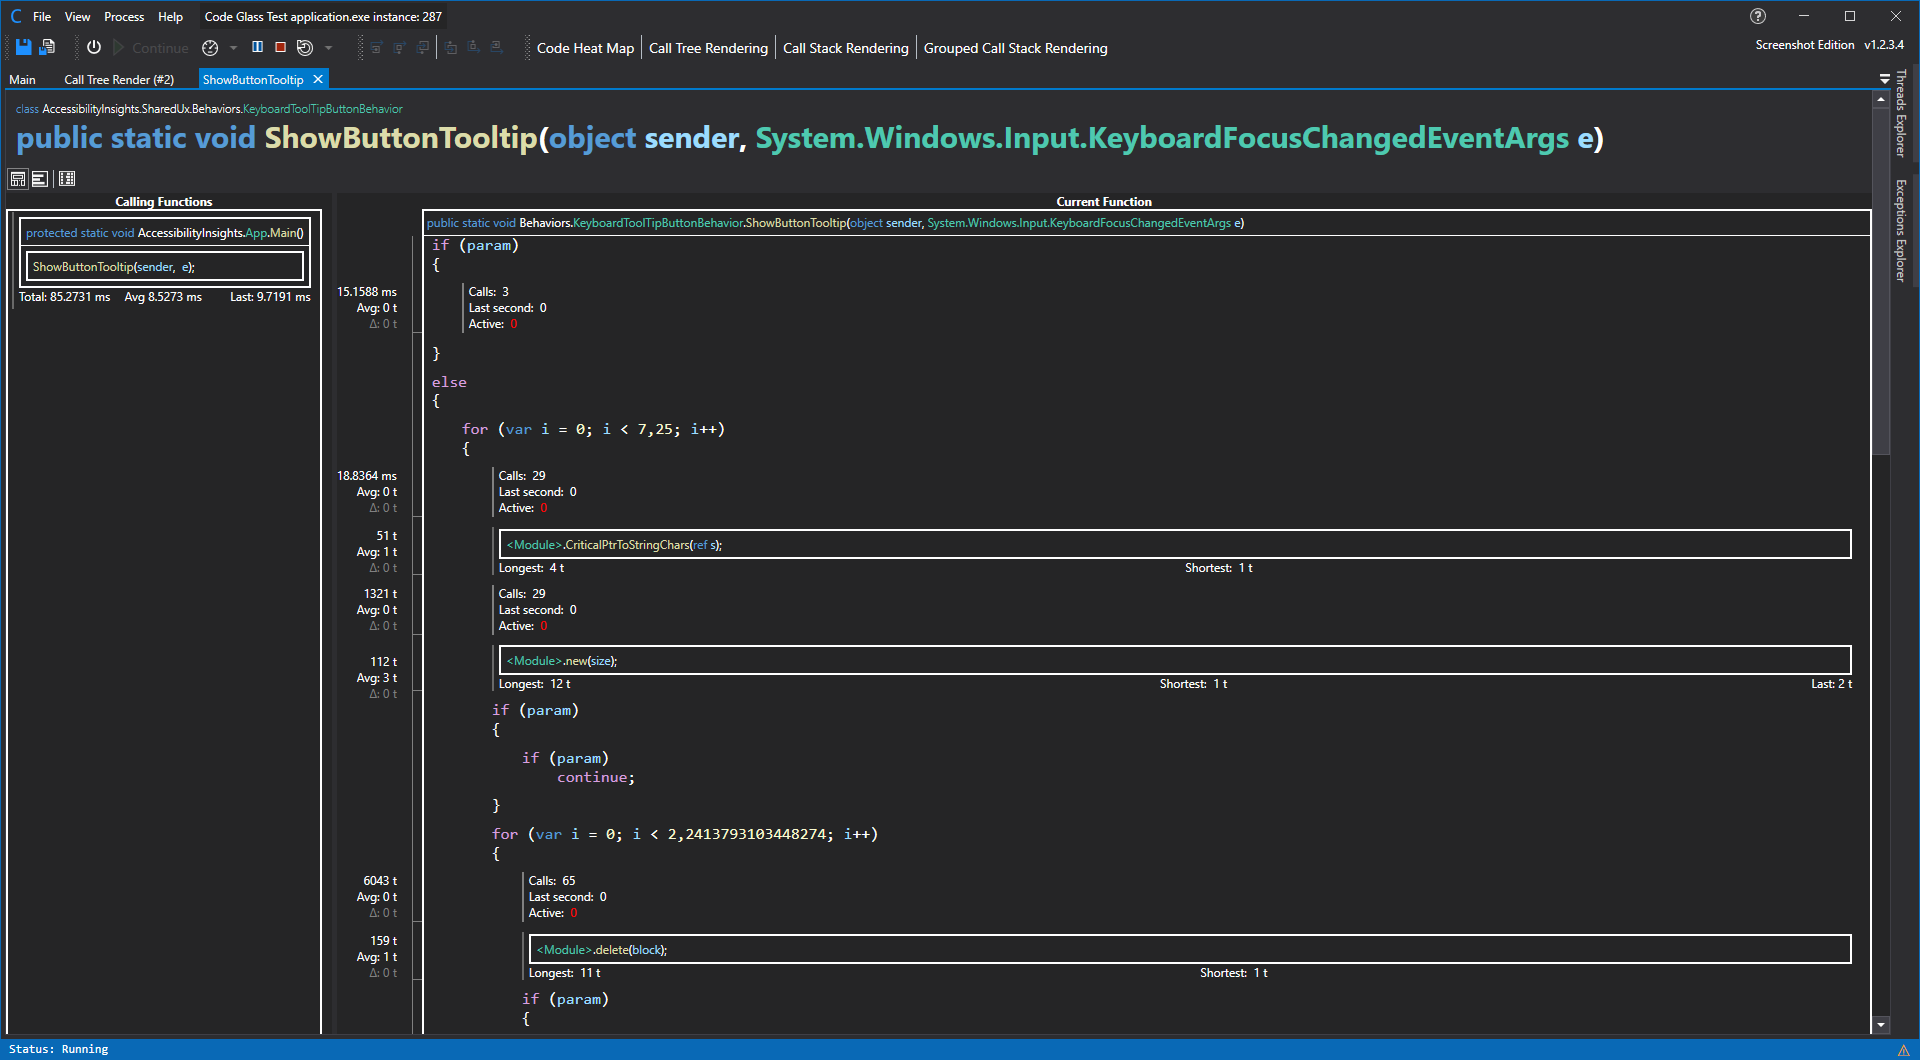 C File View Process Help Code Glass Test application.exe instance: 287
Continue Code Heat Map Call Tree Rendering Call Stack Rendering Grouped Call Stack Rendering Screenshot Edition v1.2.3.4
Main Call Tree Render (#2) ShowButtonTooltip
class AccessibilityInsights.SharedUx.Behaviors.KeyboardToolTipButtonBehavior
public static void ShowButtonTooltip(object sender, System.Windows.Input.KeyboardFocusChangedEventArgs e)
Calling Functions
protected static void AccessibilityInsights.App.Main()
ShowButtonTooltip(sender, e);
Total: 85.2731 ms Avg 8.5273 ms Last: 9.7191 ms
Current Function
public static void Behaviors.KeyboardToolTipButtonBehavior.ShowButtonTooltip(object sender, System.Windows.Input.KeyboardFocusChangedEventArgs e)
if (param)
{
15.1588 ms Calls: 3
Avg: 0 t Last second: 0
Δ: 0 t Active: 0
}
else
{
for (var i = 0; i < 7,25; i++)
{
18.8364 ms Calls: 29
Avg: 0 t Last second: 0
Δ: 0 t Active: 0
51 t
Avg: 1 t <Module>.CriticalPtrToStringChars(ref s);
Δ: 0 t Longest: 4 t Shortest: 1 t
1321 t Calls: 29
Avg: 0 t Last second: 0
Δ: 0 t Active: 0
112 t <Module>.new(size);
Avg: 3 t Longest: 12 t Shortest: 1 t Last: 2 t
Δ: 0 t
if (param)
{
if (param)
continue;
}
for (var i = 0; i < 2,2413793103448274; i++)
{
6043 t Calls: 65
Avg: 0 t Last second: 0
Δ: 0 t Active: 0
159 t
Avg: 1 t <Module>.delete(block);
Δ: 0 t Longest: 11 t Shortest: 1 t
if (param)
{
Threads Explorer
Exceptions Explorer
Status: Running